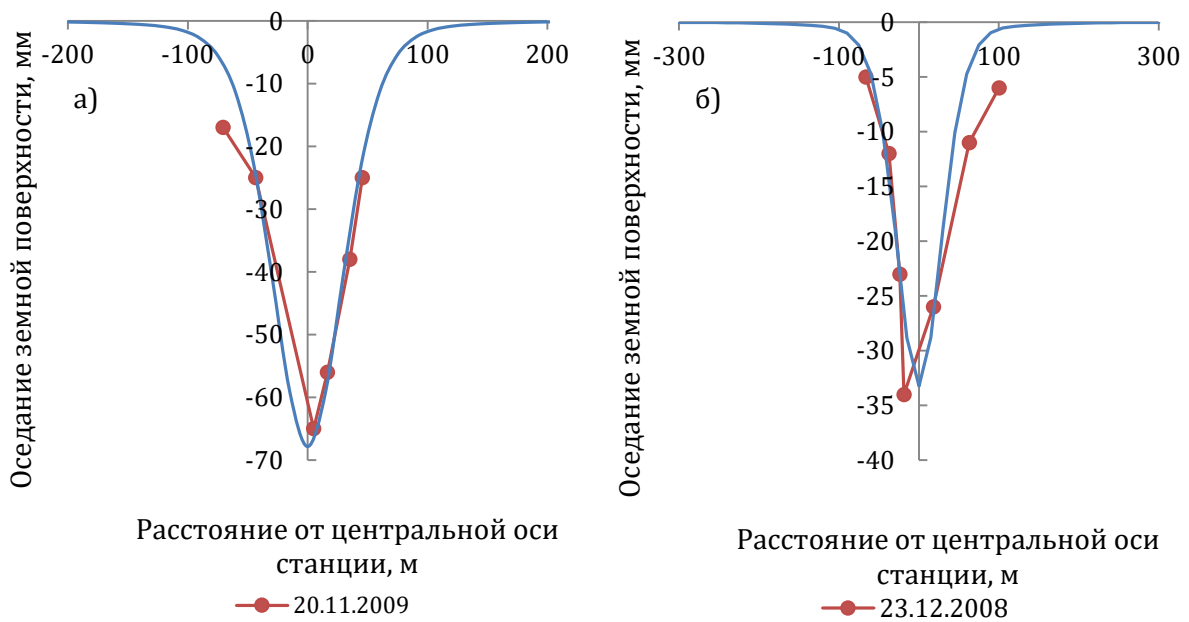 Оседание земной поверхности, мм
а)
0
-10
-20
-30
-40
-50
-60
-70
-200 -100 0 100 200
Расстояние от центральной оси
станции, м
20.11.2009
Оседание земной поверхности, мм
б)
0
-5
-10
-15
-20
-25
-30
-35
-40
-300 -100 100 300
Расстояние от центральной оси
станции, м
23.12.2008